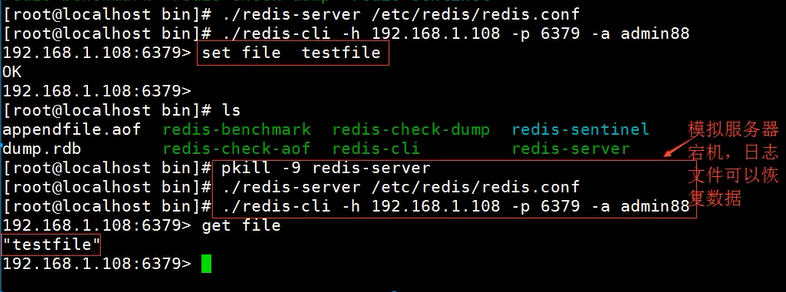 [root@localhost bin]# ./redis-server /etc/redis/redis.conf
[root@localhost bin]# ./redis-cli -h 192.168.1.108 -p 6379 -a admin88
192.168.1.108:6379> set file  testfile
OK
192.168.1.108:6379>
[root@localhost bin]# ls
appendfile.aof  redis-benchmark  redis-check-dump  redis-sentinel
dump.rdb        redis-check-aof  redis-cli         redis-server
[root@localhost bin]# pkill -9 redis-server
[root@localhost bin]# ./redis-server /etc/redis/redis.conf
[root@localhost bin]# ./redis-cli -h 192.168.1.108 -p 6379 -a admin88
192.168.1.108:6379> get file
"testfile"
192.168.1.108:6379>
模拟服务器
宕机，日志
文件可以恢
复数据